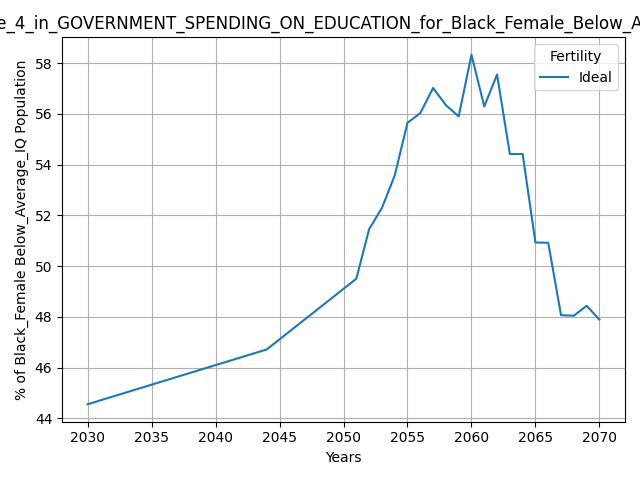 e_4_in_GOVERNMENT_SPENDING_ON_EDUCATION_for_Black_Female_Below_A
Fertility
Ideal
% of Black_Female Below_Average_IQ Population
58
56
54
52
50
48
46
44
2030 2035 2040 2045 2050 2055 2060 2065 2070
Years